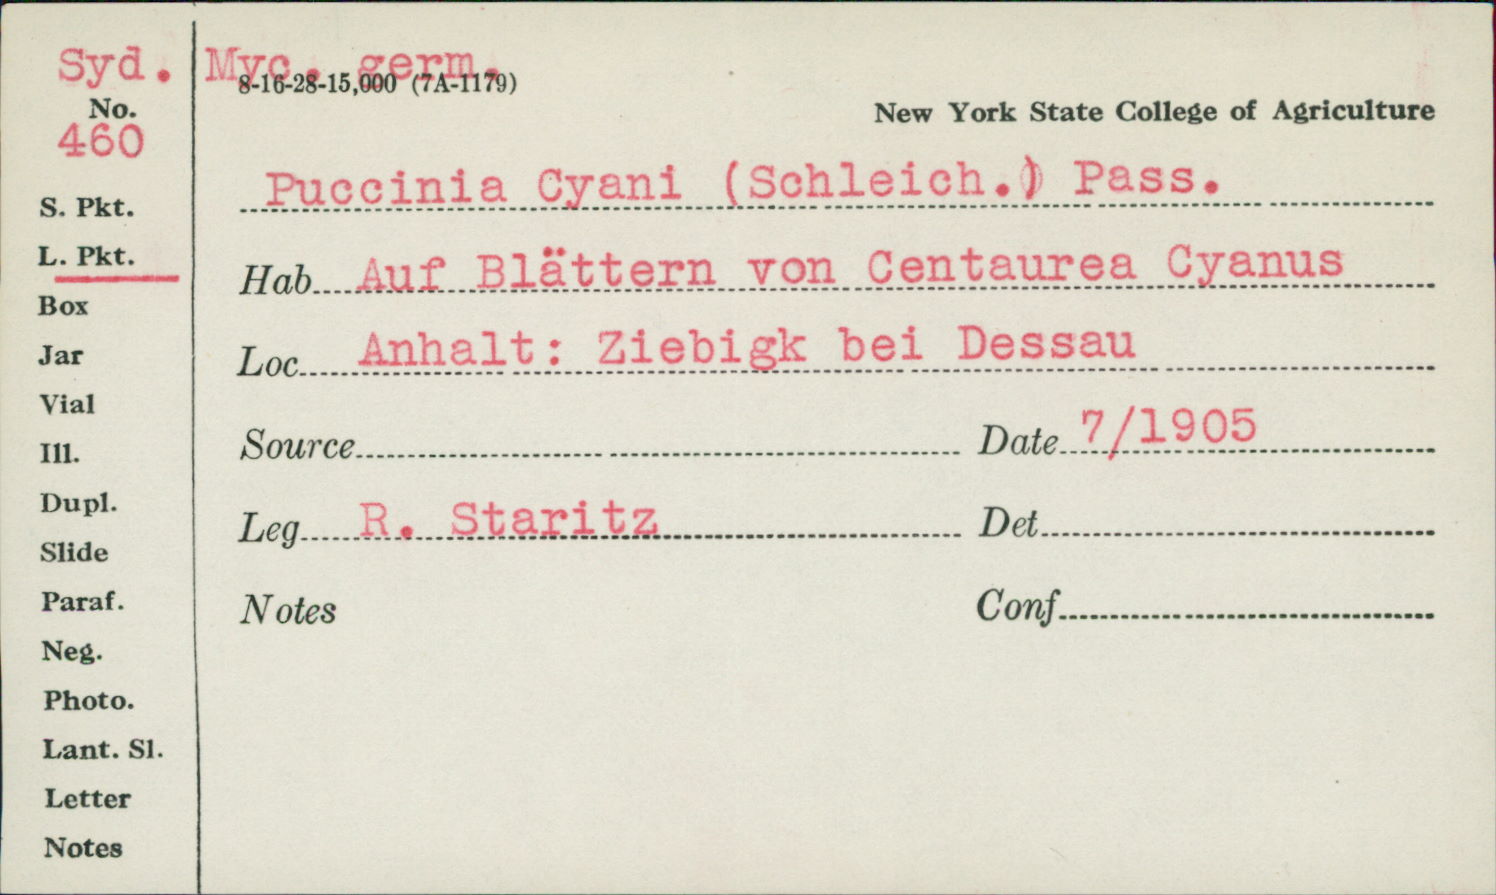 Syd. Myc. germ.
8-16-28-15,000 (7A-1179)
No.
460
New York State College of Agriculture
Puccinia Cyani (Schleich.) Pass.
S. Pkt.
L. Pkt.
Hab Auf Blättern von Centaurea Cyanus
Box
Jar
Loc Anhalt: Ziebigk bei Dessau
Vial
Ill.
Source Date 7/1905
Dupl.
Slide
Leg R. Staritz Det
Paraf.
Notes Conf
Neg.
Photo.
Lant. Sl.
Letter
Notes